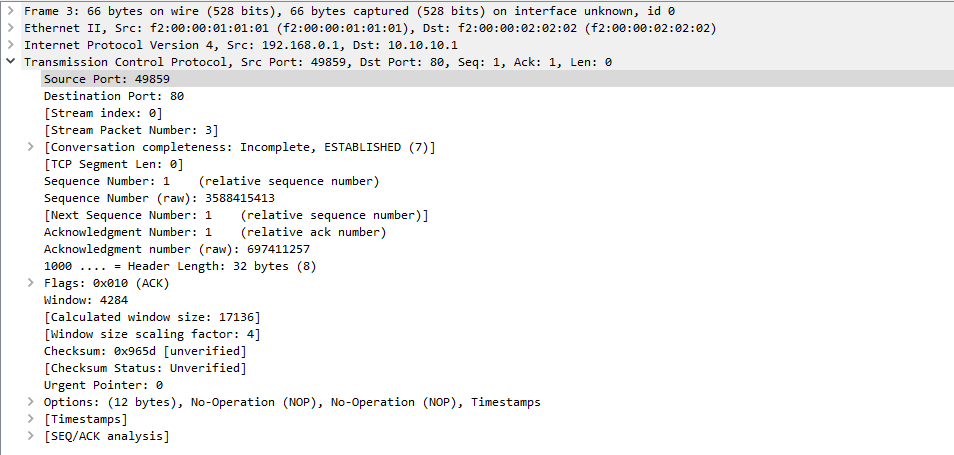 Frame 3: 66 bytes on wire (528 bits), 66 bytes captured (528 bits) on interface unknown, id 0
Ethernet II, Src: f2:00:00:01:01:01 (f2:00:00:01:01:01), Dst: f2:00:00:02:02:02 (f2:00:00:02:02:02)
Internet Protocol Version 4, Src: 192.168.0.1, Dst: 10.10.10.1
Transmission Control Protocol, Src Port: 49859, Dst Port: 80, Seq: 1, Ack: 1, Len: 0
Source Port: 49859
Destination Port: 80
[Stream index: 0]
[Stream Packet Number: 3]
[Conversation completeness: Incomplete, ESTABLISHED (7)]
[TCP Segment Len: 0]
Sequence Number: 1    (relative sequence number)
Sequence Number (raw): 3588415413
[Next Sequence Number: 1    (relative sequence number)]
Acknowledgment Number: 1    (relative ack number)
Acknowledgment number (raw): 697411257
1000 .... = Header Length: 32 bytes (8)
Flags: 0x010 (ACK)
Window: 4284
[Calculated window size: 17136]
[Window size scaling factor: 4]
Checksum: 0x965d [unverified]
[Checksum Status: Unverified]
Urgent Pointer: 0
Options: (12 bytes), No-Operation (NOP), No-Operation (NOP), Timestamps
[Timestamps]
[SEQ/ACK analysis]